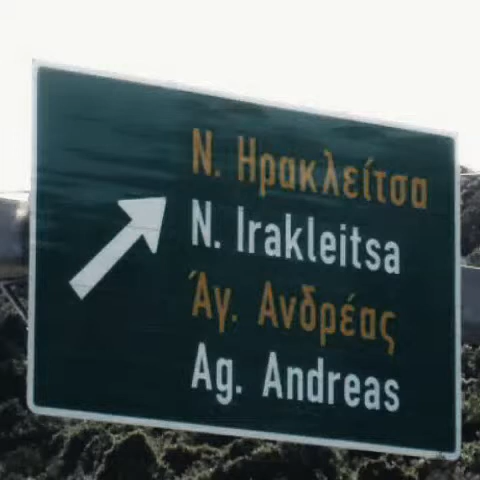 Ν. Ηρακλείτσα
N. Irakleitsa
Άγ. Ανδρέας
Ag. Andreas